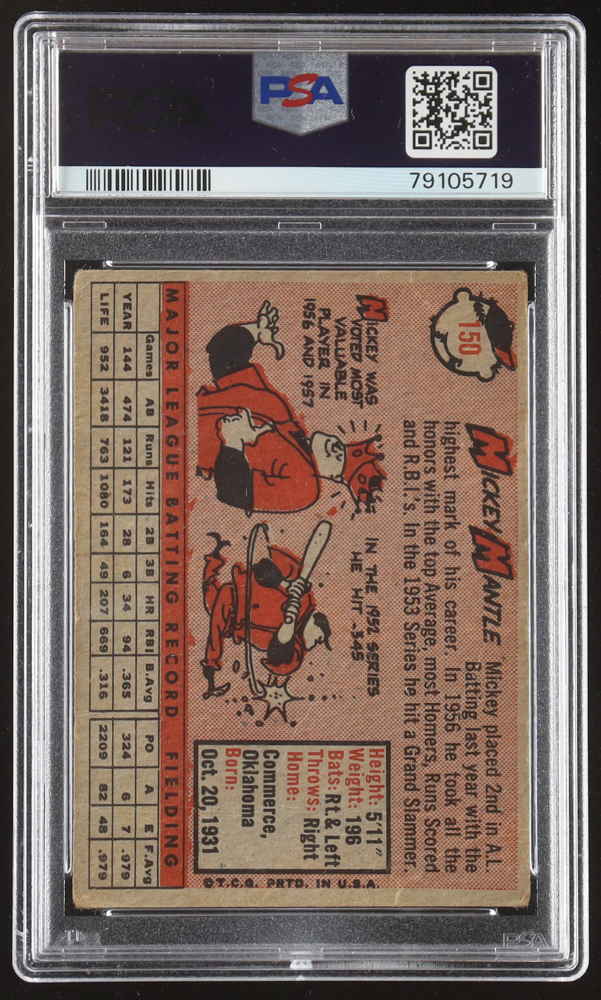 PSA
79105719
150
MICKEY MANTLE Mickey placed 2nd in A.L.
Batting last year with the
highest mark of his career. In 1956 he took all the
honors with the top Average, most Homers, Runs Scored
and R.B.I.'s. In the 1953 Series he hit a Grand Slammer.
MICKEY WAS
VOTED MOST
VALUABLE
PLAYER IN
1956 AND 1957
IN THE 1952 SERIES
HE HIT .345
Height: 5'11"
Weight: 196
Bats: Rt. & Left
Throws: Right
Home:
Commerce,
Oklahoma
Born:
Oct. 20, 1931
©T.C.G. PRTD. IN U.S.A.
MAJOR LEAGUE BATTING RECORD FIELDING
Games AB Runs Hits 2B 3B HR RBI B.Avg PO A E F.Avg
YEAR 144 474 121 173 28 6 34 94 .365 324 6 7 .979
LIFE 952 3418 763 1080 164 49 207 669 .316 2209 82 48 .979
PSA